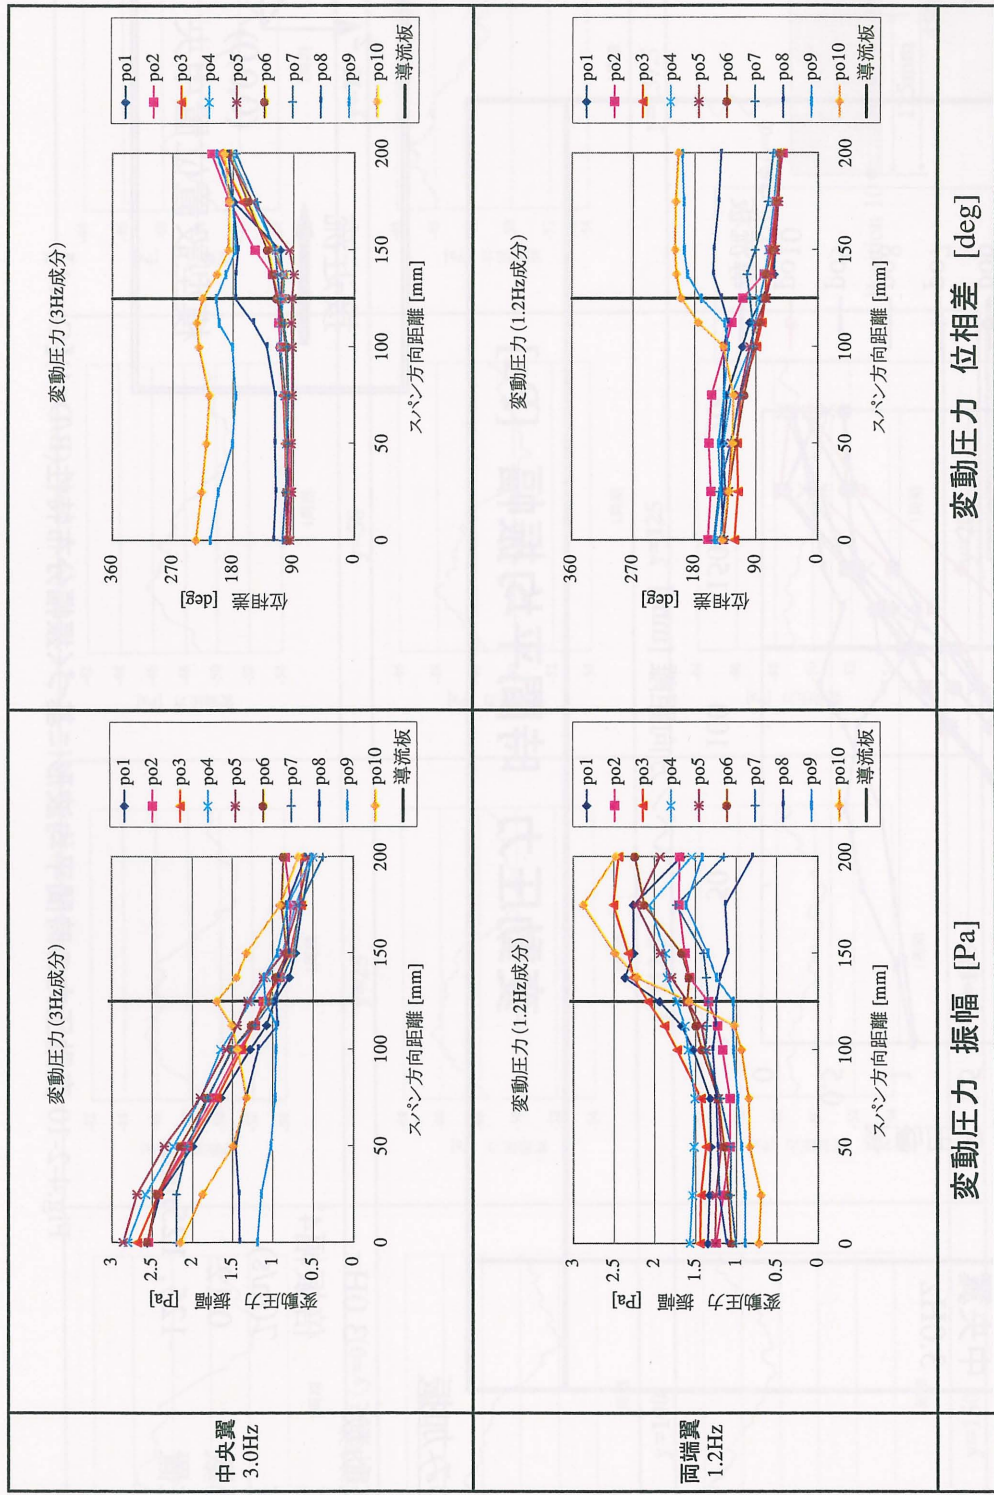 中央翼
3.0Hz
変動圧力 (3Hz成分)
変動圧力 振幅 [Pa]
3
2.5
2
1.5
1
0.5
0
0
50
100
150
200
スパン方向距離 [mm]
po1
po2
po3
po4
po5
po6
po7
po8
po9
po10
導流板
変動圧力 (3Hz成分)
位相差 [deg]
360
270
180
90
0
0
50
100
150
200
スパン方向距離 [mm]
po1
po2
po3
po4
po5
po6
po7
po8
po9
po10
導流板
両端翼
1.2Hz
変動圧力 (1.2Hz成分)
変動圧力 振幅 [Pa]
3
2.5
2
1.5
1
0.5
0
0
50
100
150
200
スパン方向距離 [mm]
po1
po2
po3
po4
po5
po6
po7
po8
po9
po10
導流板
変動圧力 (1.2Hz成分)
位相差 [deg]
360
270
180
90
0
0
50
100
150
200
スパン方向距離 [mm]
po1
po2
po3
po4
po5
po6
po7
po8
po9
po10
導流板
変動圧力 振幅 [Pa]
変動圧力 位相差 [deg]